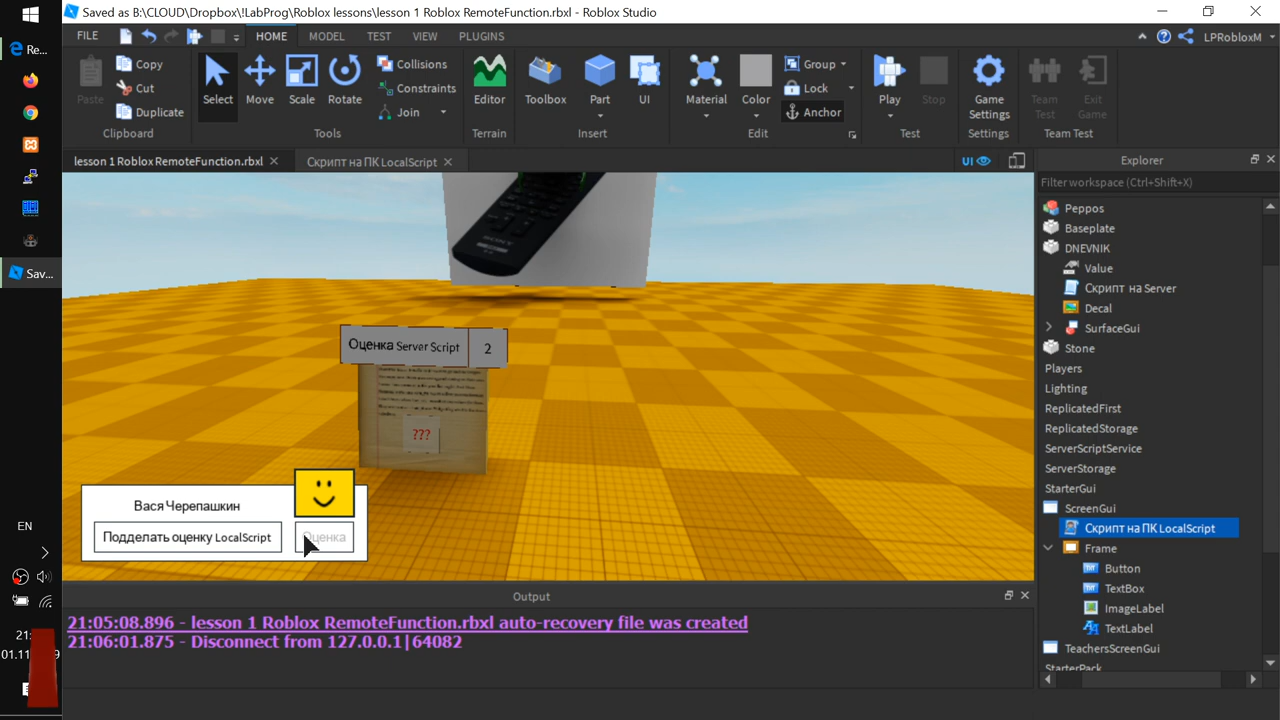 Saved as B:\CLOUD\Dropbox\!LabProg\Roblox lessons\lesson 1 Roblox RemoteFunction.rbxl - Roblox Studio
Re...
Sav...
EN
FILE
HOME
MODEL
TEST
VIEW
PLUGINS
LPRobloxM
Paste
Copy
Cut
Duplicate
Clipboard
Select
Move
Scale
Rotate
Collisions
Constraints
Join
Tools
Editor
Terrain
Toolbox
Part
UI
Insert
Material
Color
Group
Lock
Anchor
Edit
Play
Stop
Test
Game Settings
Settings
Team Test
Exit Game
Team Test
lesson 1 Roblox RemoteFunction.rbxl
Скрипт на ПК LocalScript
UI
SONY
Оценка Server Script 2
???
Вася Черепашкин
Подделать оценку LocalScript
Оценка
Explorer
Filter workspace (Ctrl+Shift+X)
Peppos
Baseplate
DNEVNIK
Value
Скрипт на Server
Decal
SurfaceGui
Stone
Players
Lighting
ReplicatedFirst
ReplicatedStorage
ServerScriptService
ServerStorage
StarterGui
ScreenGui
Скрипт на ПК LocalScript
Frame
Button
TextBox
ImageLabel
TextLabel
TeachersScreenGui
StarterPack
Output
21:05:08.896 - lesson 1 Roblox RemoteFunction.rbxl auto-recovery file was created
21:06:01.875 - Disconnect from 127.0.0.1|64082